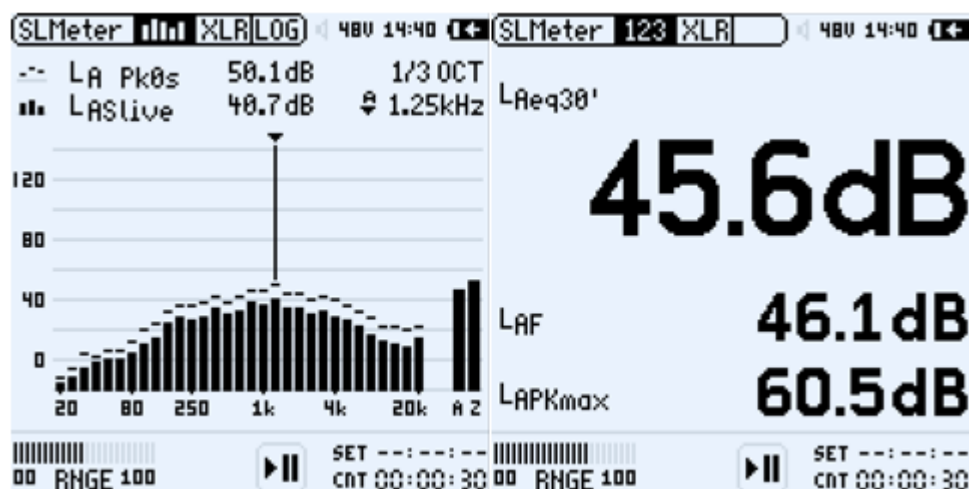 SLMeter XLR LOG 48V 14:40
LA Pk0s 50.1dB 1/3 OCT
LASlive 40.7dB A 1.25kHz
120
80
40
0
20 80 250 1k 4k 20k A Z
SET --:--:--
00 RNGE 100 CNT 00:00:30
SLMeter 123 XLR 48V 14:40
LAeq30'
45.6dB
LAF 46.1dB
LAPKmax 60.5dB
SET --:--:--
00 RNGE 100 CNT 00:00:30